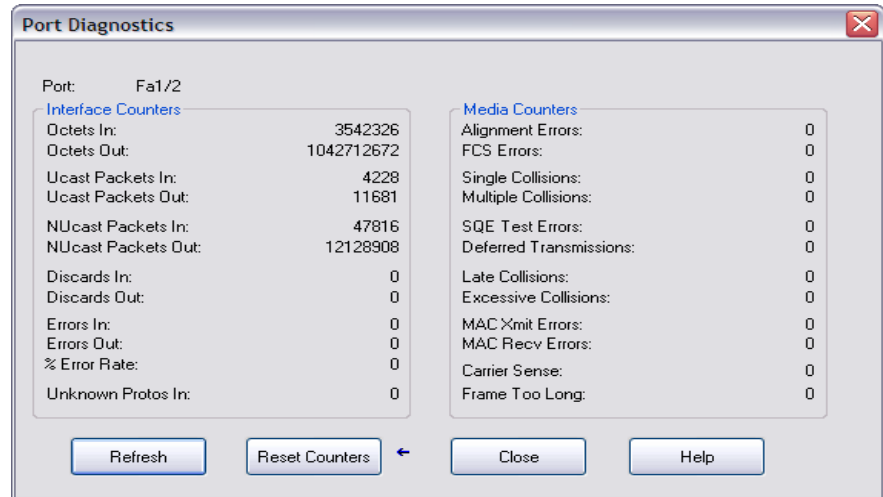 Port Diagnostics
Port: Fa1/2
Interface Counters
Octets In: 3542326
Octets Out: 1042712672
Ucast Packets In: 4228
Ucast Packets Out: 11681
NUcast Packets In: 47816
NUcast Packets Out: 12128908
Discards In: 0
Discards Out: 0
Errors In: 0
Errors Out: 0
% Error Rate: 0
Unknown Protos In: 0
Media Counters
Alignment Errors: 0
FCS Errors: 0
Single Collisions: 0
Multiple Collisions: 0
SQE Test Errors: 0
Deferred Transmissions: 0
Late Collisions: 0
Excessive Collisions: 0
MAC Xmit Errors: 0
MAC Recv Errors: 0
Carrier Sense: 0
Frame Too Long: 0
Refresh Reset Counters Close Help